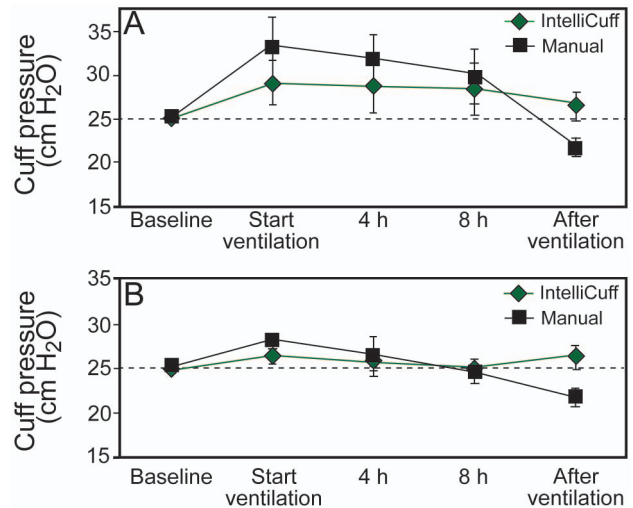 A
Cuff pressure
(cm H₂O)
35
30
25
20
15
IntelliCuff
Manual
Baseline
Start
ventilation
4 h
8 h
After
ventilation
B
Cuff pressure
(cm H₂O)
35
30
25
20
15
IntelliCuff
Manual
Baseline
Start
ventilation
4 h
8 h
After
ventilation